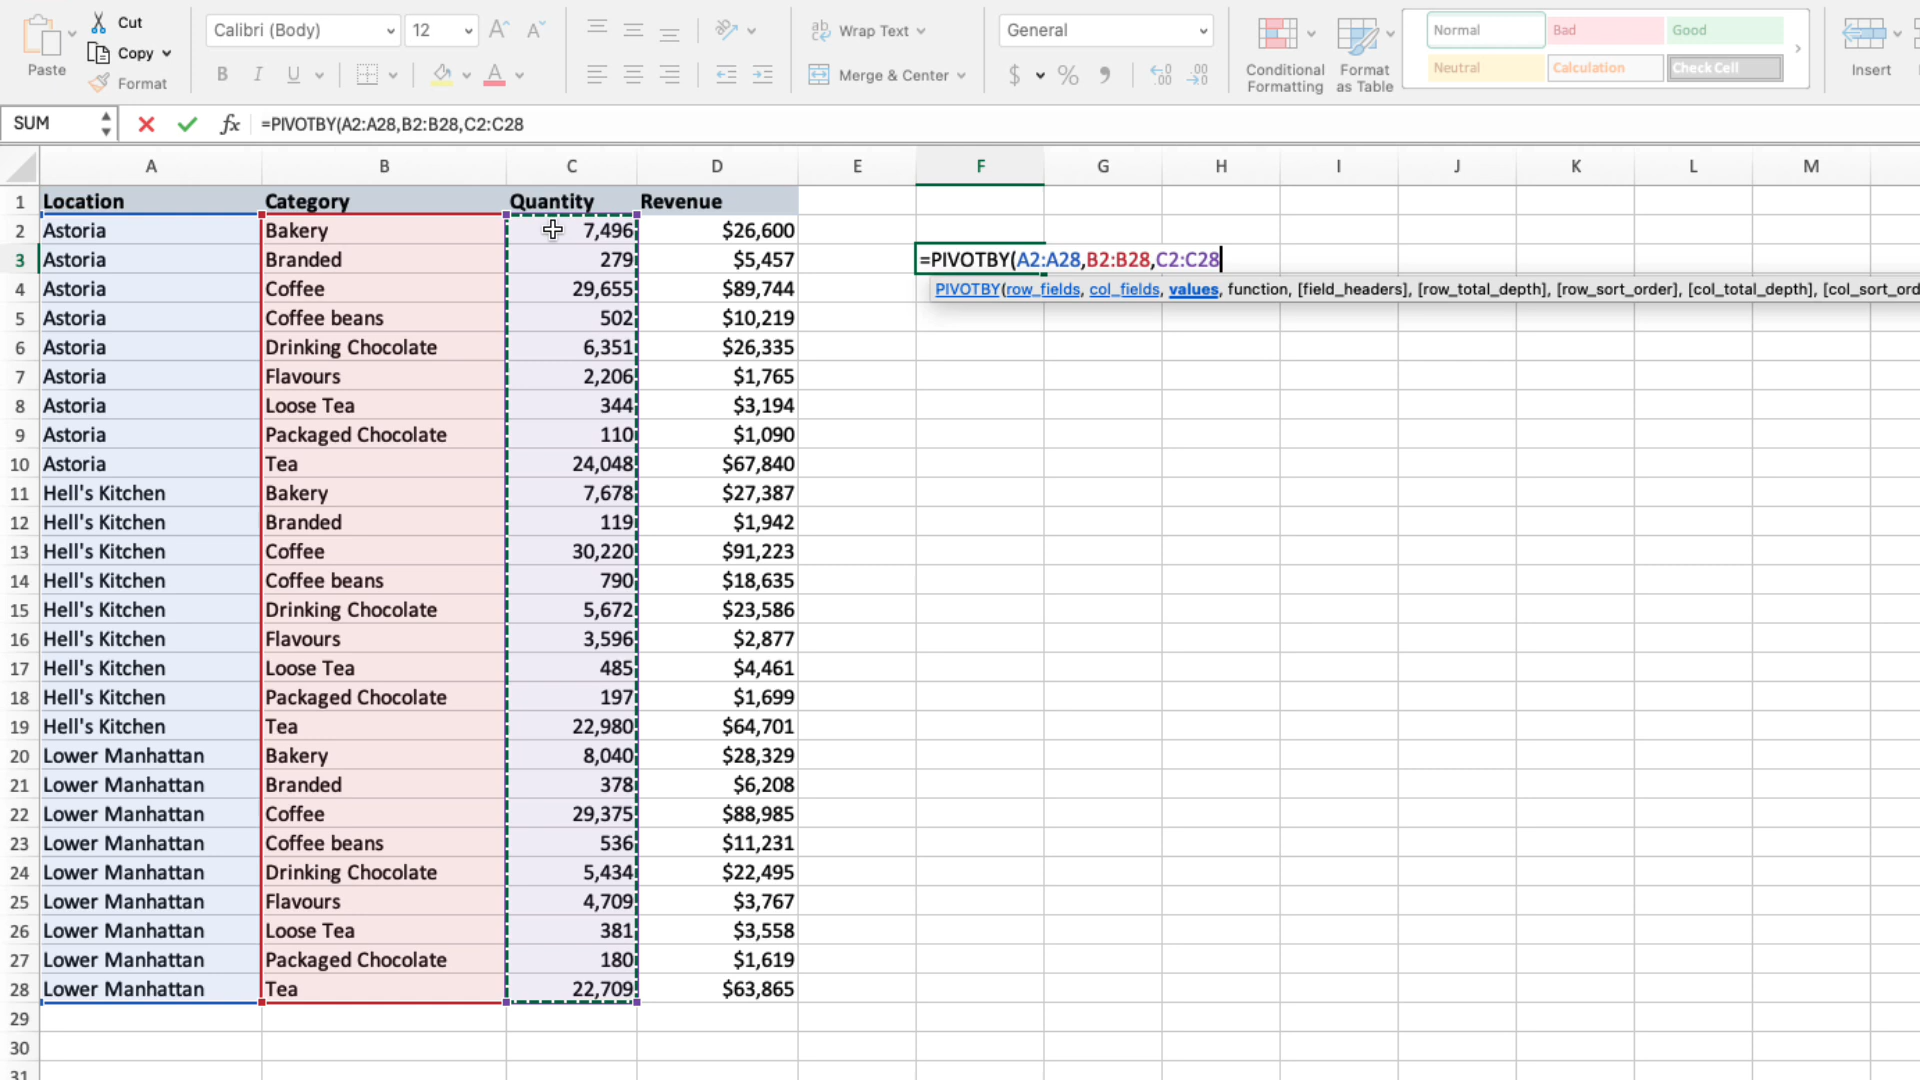 Cut
Calibri (Body) 12 Wrap Text General Normal Bad Good
Copy
Paste Format B I U Merge & Center $ % Conditional Formatting Format as Table Neutral Calculation Check Cell Insert
SUM fx =PIVOTBY(A2:A28,B2:B28,C2:C28
A B C D E F G H I J K L M
1 Location Category Quantity Revenue
2 Astoria Bakery 7,496 $26,600
3 Astoria Branded 279 $5,457 =PIVOTBY(A2:A28,B2:B28,C2:C28
4 Astoria Coffee 29,655 $89,744 PIVOTBY(row_fields, col_fields, values, function, [field_headers], [row_total_depth], [row_sort_order], [col_total_depth], [col_sort_ord
5 Astoria Coffee beans 502 $10,219
6 Astoria Drinking Chocolate 6,351 $26,335
7 Astoria Flavours 2,206 $1,765
8 Astoria Loose Tea 344 $3,194
9 Astoria Packaged Chocolate 110 $1,090
10 Astoria Tea 24,048 $67,840
11 Hell's Kitchen Bakery 7,678 $27,387
12 Hell's Kitchen Branded 119 $1,942
13 Hell's Kitchen Coffee 30,220 $91,223
14 Hell's Kitchen Coffee beans 790 $18,635
15 Hell's Kitchen Drinking Chocolate 5,672 $23,586
16 Hell's Kitchen Flavours 3,596 $2,877
17 Hell's Kitchen Loose Tea 485 $4,461
18 Hell's Kitchen Packaged Chocolate 197 $1,699
19 Hell's Kitchen Tea 22,980 $64,701
20 Lower Manhattan Bakery 8,040 $28,329
21 Lower Manhattan Branded 378 $6,208
22 Lower Manhattan Coffee 29,375 $88,985
23 Lower Manhattan Coffee beans 536 $11,231
24 Lower Manhattan Drinking Chocolate 5,434 $22,495
25 Lower Manhattan Flavours 4,709 $3,767
26 Lower Manhattan Loose Tea 381 $3,558
27 Lower Manhattan Packaged Chocolate 180 $1,619
28 Lower Manhattan Tea 22,709 $63,865
29
30
31